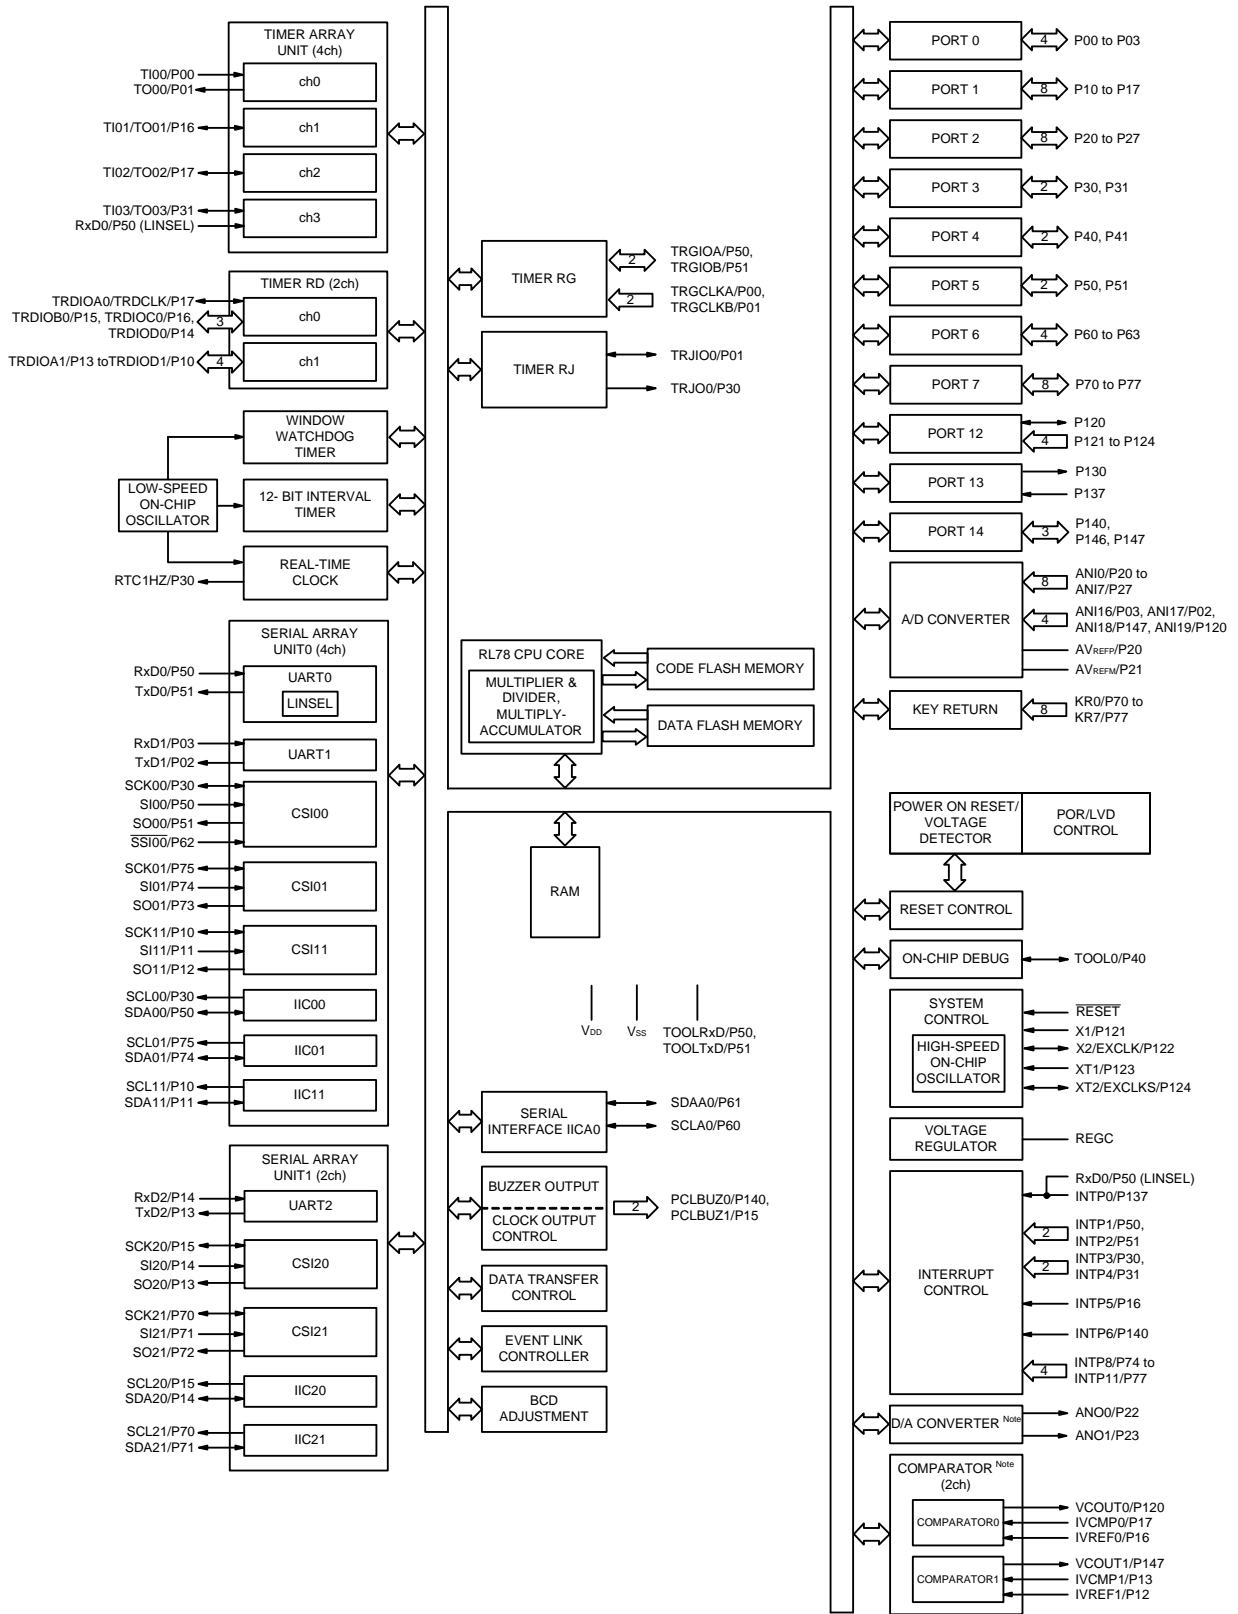 TIMER ARRAY
UNIT (4ch)
TI00/P00
TO00/P01
ch0
TI01/TO01/P16
ch1
TI02/TO02/P17
ch2
TI03/TO03/P31
RxD0/P50 (LINSEL)
ch3
TIMER RD (2ch)
TRDIOA0/TRDCLK/P17
TRDIOB0/P15, TRDIOC0/P16,
TRDIOD0/P14
3
ch0
TRDIOA1/P13 toTRDIOD1/P10
4
ch1
WINDOW
WATCHDOG
TIMER
LOW-SPEED
ON-CHIP
OSCILLATOR
12- BIT INTERVAL
TIMER
REAL-TIME
CLOCK
RTC1HZ/P30
SERIAL ARRAY
UNIT0 (4ch)
RxD0/P50
TxD0/P51
UART0
LINSEL
RxD1/P03
TxD1/P02
UART1
SCK00/P30
SI00/P50
SO00/P51
SSI00/P62
CSI00
SCK01/P75
SI01/P74
SO01/P73
CSI01
SCK11/P10
SI11/P11
SO11/P12
CSI11
SCL00/P30
SDA00/P50
IIC00
SCL01/P75
SDA01/P74
IIC01
SCL11/P10
SDA11/P11
IIC11
SERIAL ARRAY
UNIT1 (2ch)
RxD2/P14
TxD2/P13
UART2
SCK20/P15
SI20/P14
SO20/P13
CSI20
SCK21/P70
SI21/P71
SO21/P72
CSI21
SCL20/P15
SDA20/P14
IIC20
SCL21/P70
SDA21/P71
IIC21
TIMER RG
2
TRGIOA/P50,
TRGIOB/P51
2
TRGCLKA/P00,
TRGCLKB/P01
TIMER RJ
TRJIO0/P01
TRJO0/P30
RL78 CPU CORE
MULTIPLIER &
DIVIDER,
MULTIPLY-
ACCUMULATOR
CODE FLASH MEMORY
DATA FLASH MEMORY
RAM
VDD
VSS
TOOLRxD/P50,
TOOLTxD/P51
SERIAL
INTERFACE IICA0
SDAA0/P61
SCLA0/P60
BUZZER OUTPUT
CLOCK OUTPUT
CONTROL
2
PCLBUZ0/P140,
PCLBUZ1/P15
DATA TRANSFER
CONTROL
EVENT LINK
CONTROLLER
BCD
ADJUSTMENT
PORT 0
4
P00 to P03
PORT 1
8
P10 to P17
PORT 2
8
P20 to P27
PORT 3
2
P30, P31
PORT 4
2
P40, P41
PORT 5
2
P50, P51
PORT 6
4
P60 to P63
PORT 7
8
P70 to P77
PORT 12
P120
4
P121 to P124
PORT 13
P130
P137
PORT 14
3
P140,
P146, P147
A/D CONVERTER
8
ANI0/P20 to
ANI7/P27
4
ANI16/P03, ANI17/P02,
ANI18/P147, ANI19/P120
AVREFP/P20
AVREFM/P21
KEY RETURN
8
KR0/P70 to
KR7/P77
POWER ON RESET/
VOLTAGE
DETECTOR
POR/LVD
CONTROL
RESET CONTROL
ON-CHIP DEBUG
TOOL0/P40
SYSTEM
CONTROL
HIGH-SPEED
ON-CHIP
OSCILLATOR
RESET
X1/P121
X2/EXCLK/P122
XT1/P123
XT2/EXCLKS/P124
VOLTAGE
REGULATOR
REGC
INTERRUPT
CONTROL
RxD0/P50 (LINSEL)
INTP0/P137
2
INTP1/P50,
INTP2/P51
2
INTP3/P30,
INTP4/P31
INTP5/P16
INTP6/P140
4
INTP8/P74 to
INTP11/P77
D/A CONVERTER Note
ANO0/P22
ANO1/P23
COMPARATOR Note
(2ch)
COMPARATOR0
VCOUT0/P120
IVCMP0/P17
IVREF0/P16
COMPARATOR1
VCOUT1/P147
IVCMP1/P13
IVREF1/P12